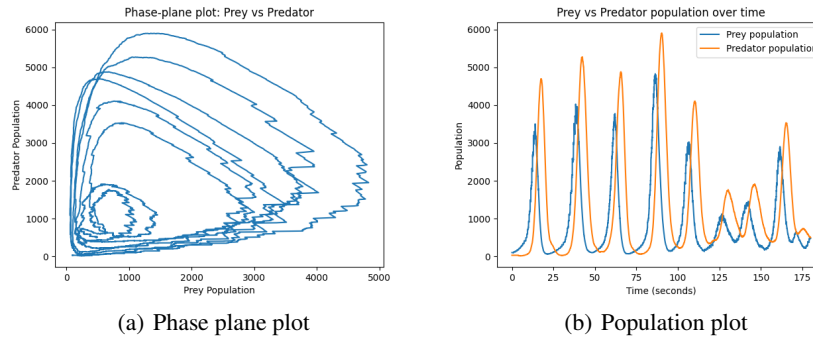 Phase-plane plot: Prey vs Predator
Predator Population
6000
5000
4000
3000
2000
1000
0
0 1000 2000 3000 4000 5000
Prey Population
(a) Phase plane plot
Prey vs Predator population over time
Prey population
Predator population
Population
6000
5000
4000
3000
2000
1000
0
0 25 50 75 100 125 150 175
Time (seconds)
(b) Population plot